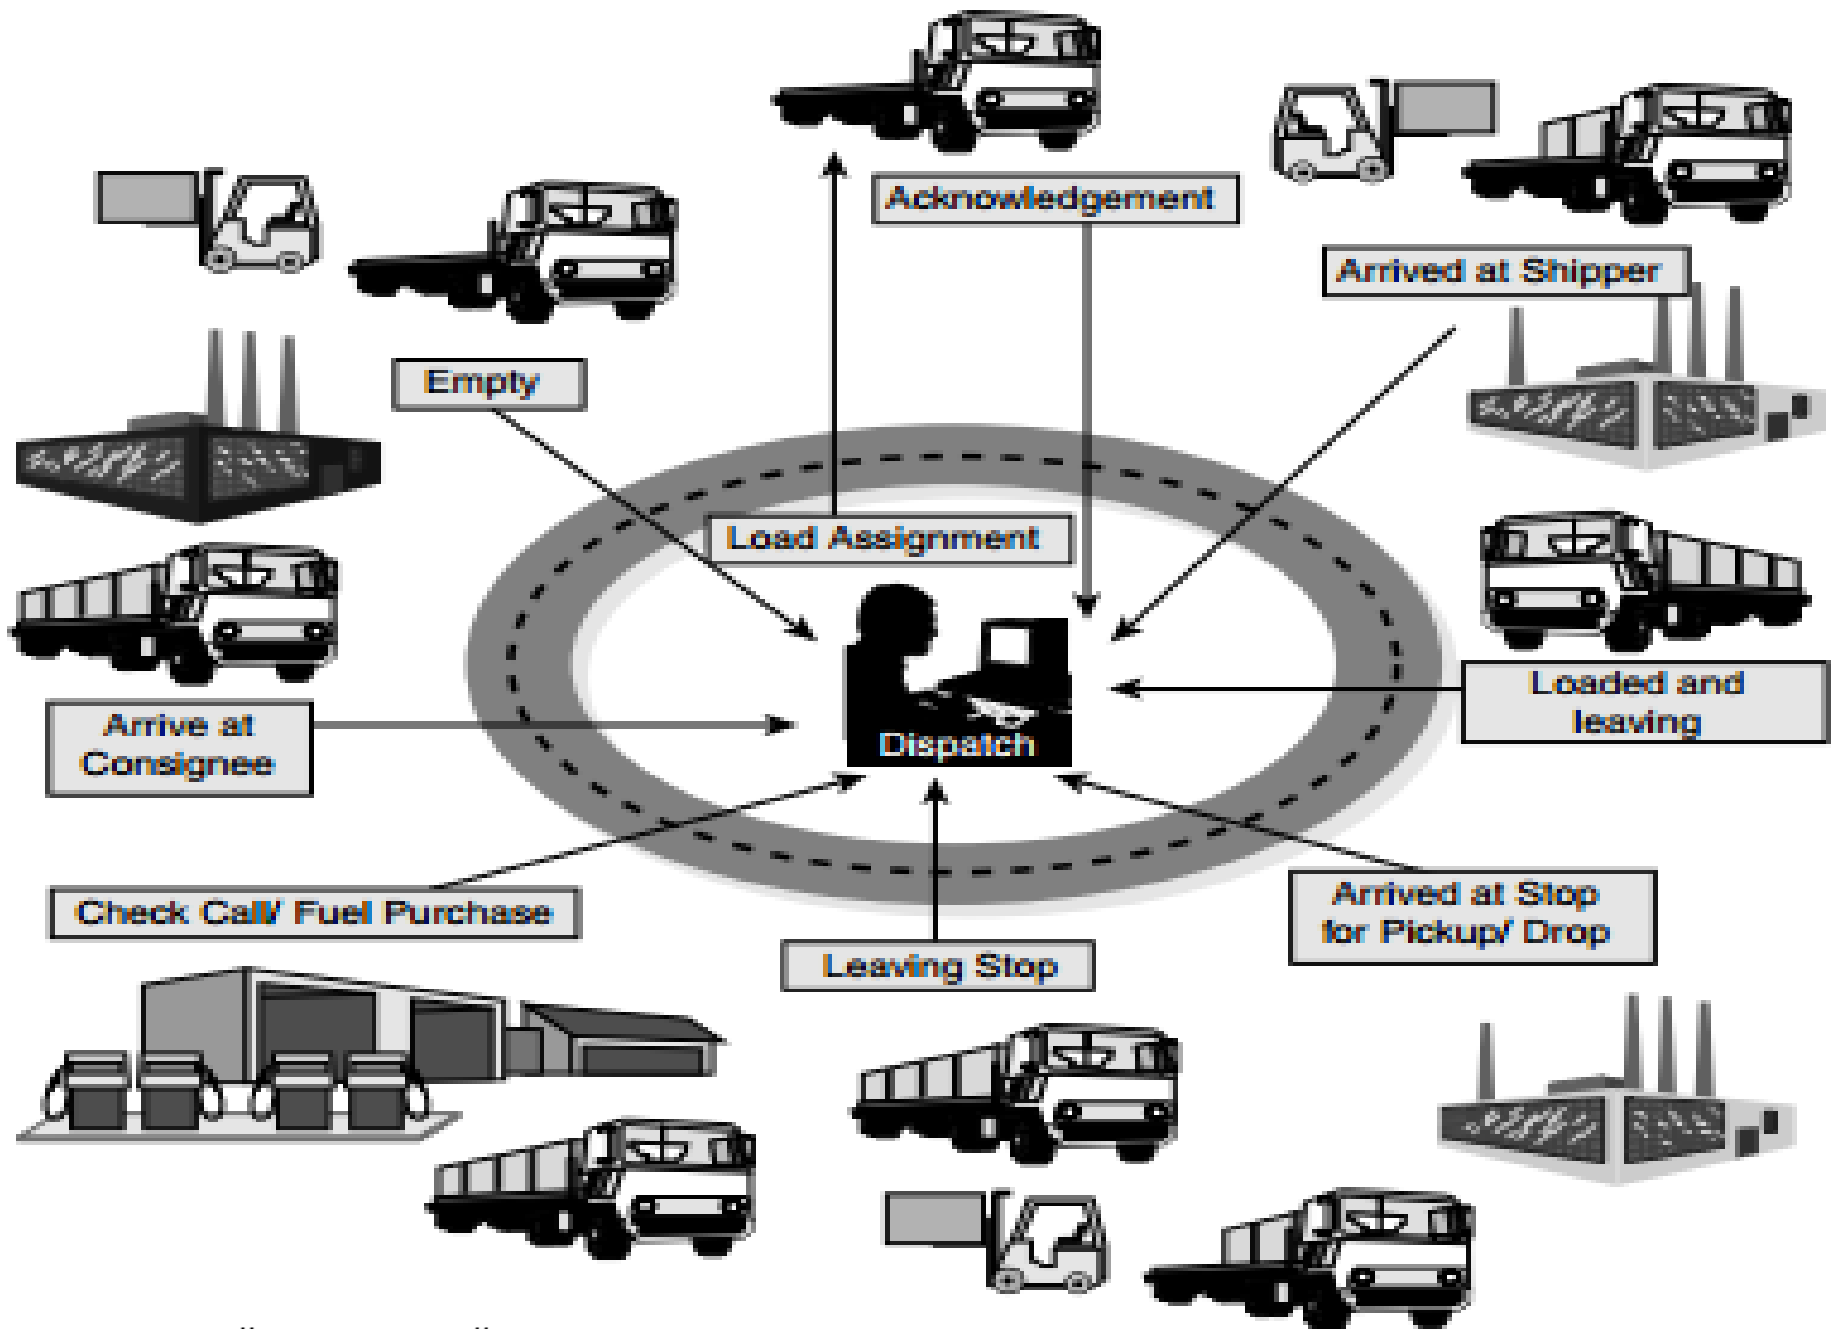 Acknowledgement
Arrived at Shipper
Empty
Load Assignment
Loaded and
leaving
Dispatch
Arrive at
Consignee
Check Call/ Fuel Purchase
Leaving Stop
Arrived at Stop
for Pickup/ Drop